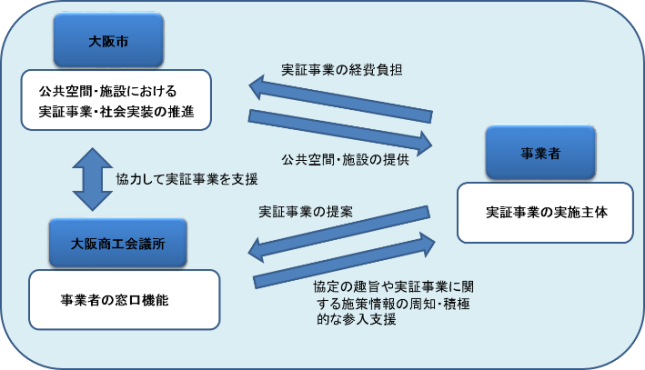 大阪市
公共空間・施設における
実証事業・社会実装の推進
実証事業の経費負担
公共空間・施設の提供
事業者
実証事業の実施主体
協力して実証事業を支援
大阪商工会議所
事業者の窓口機能
実証事業の提案
協定の趣旨や実証事業に関
する施策情報の周知・積極
的な参入支援